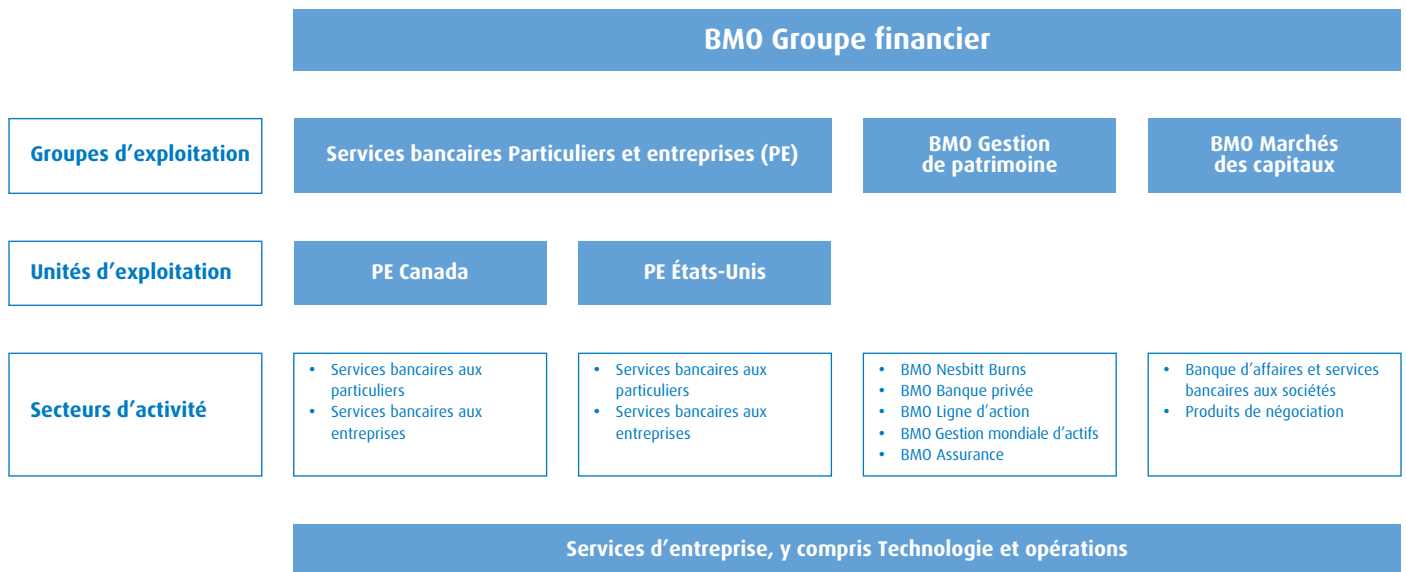 BMO Groupe financier
Groupes d'exploitation
Services bancaires Particuliers et entreprises (PE)
BMO Gestion
de patrimoine
BMO Marchés
des capitaux
Unités d'exploitation
PE Canada
PE États-Unis
Secteurs d'activité
• Services bancaires aux
particuliers
• Services bancaires aux
entreprises
• Services bancaires aux
particuliers
• Services bancaires aux
entreprises
• BMO Nesbitt Burns
• BMO Banque privée
• BMO Ligne d'action
• BMO Gestion mondiale d'actifs
• BMO Assurance
• Banque d'affaires et services
bancaires aux sociétés
• Produits de négociation
Services d'entreprise, y compris Technologie et opérations